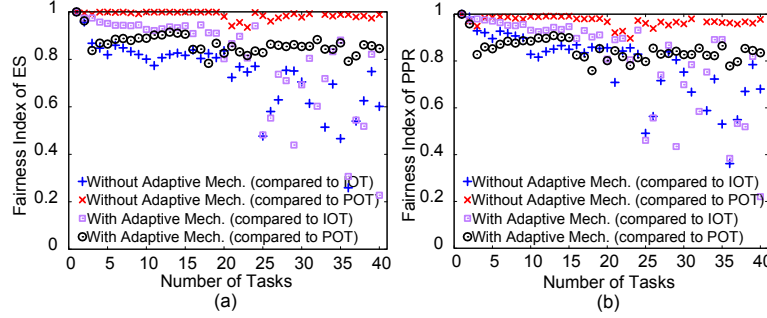 Fairness Index of ES
1
0.8
0.6
0.4
0.2
0
Without Adaptive Mech. (compared to IOT)
Without Adaptive Mech. (compared to POT)
With Adaptive Mech. (compared to IOT)
With Adaptive Mech. (compared to POT)
0 5 10 15 20 25 30 35 40
Number of Tasks
(a)
Fairness Index of PPR
1
0.8
0.6
0.4
0.2
0
Without Adaptive Mech. (compared to IOT)
Without Adaptive Mech. (compared to POT)
With Adaptive Mech. (compared to IOT)
With Adaptive Mech. (compared to POT)
0 5 10 15 20 25 30 35 40
Number of Tasks
(b)